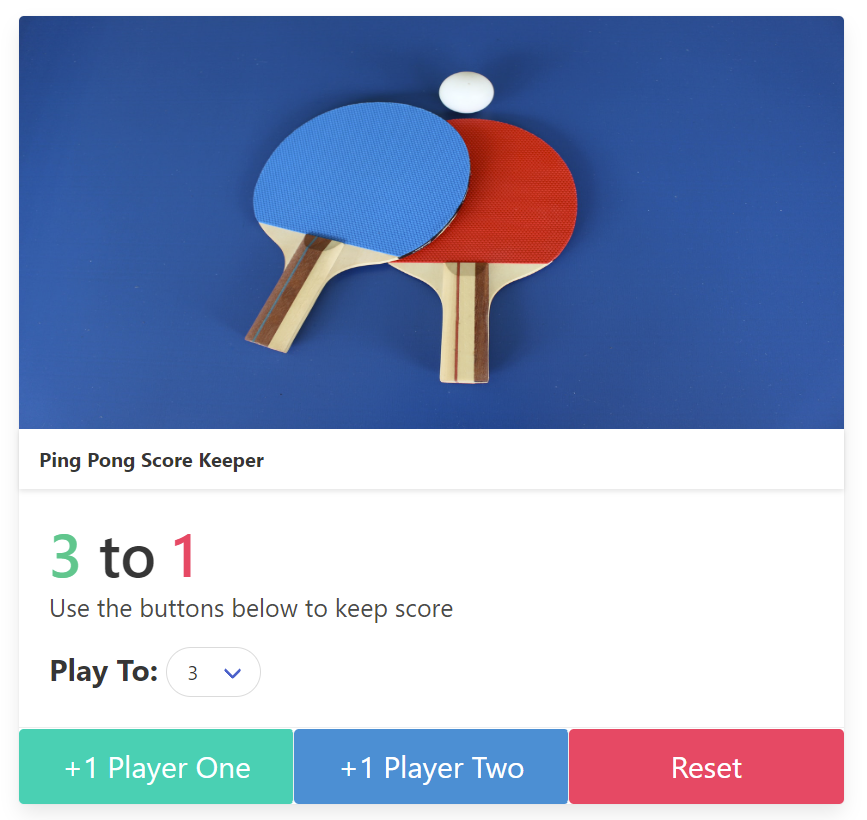 Ping Pong Score Keeper
3 to 1
Use the buttons below to keep score
Play To: 3
+1 Player One +1 Player Two Reset